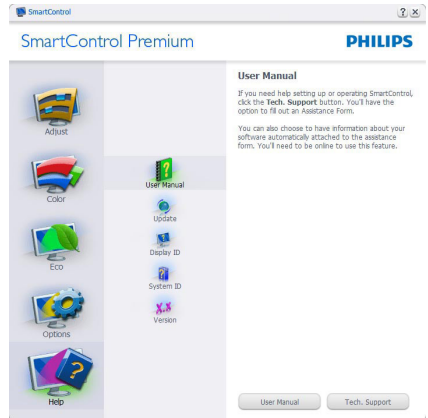 SmartControl
SmartControl Premium
PHILIPS
Adjust
Color
Eco
Options
Help
User Manual
Update
Display ID
System ID
X.X
Version
User Manual
If you need help setting up or operating SmartControl,
click the Tech. Support button. You'll have the
option to fill out an Assistance Form.
You can also choose to have information about your
software automatically attached to the assistance
form. You'll need to be online to use this feature.
User Manual
Tech. Support